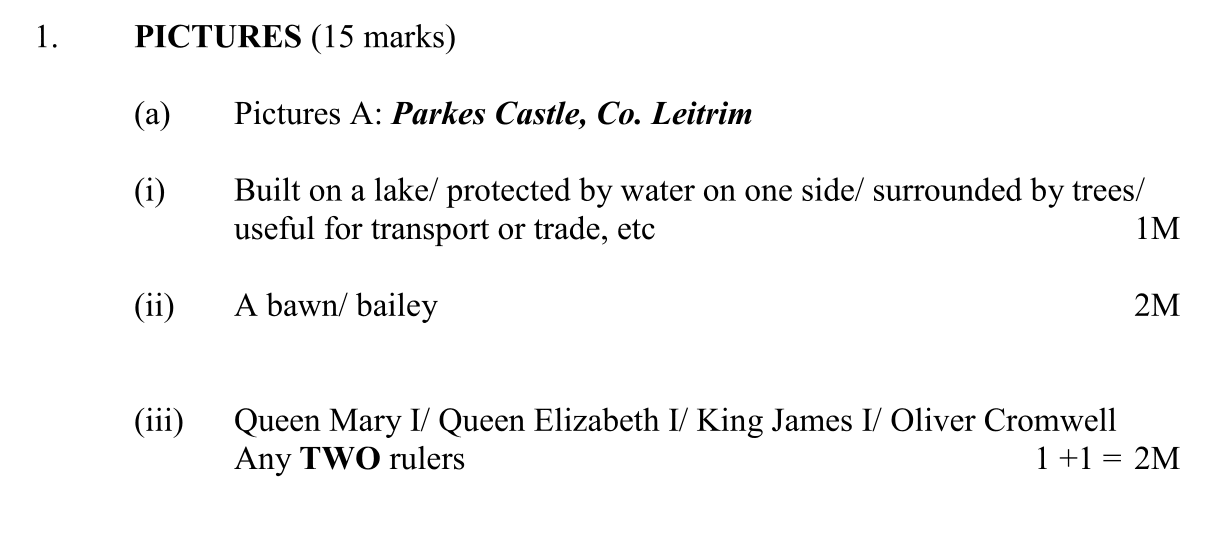 1. PICTURES (15 marks)
(a) Pictures A: Parkes Castle, Co. Leitrim
(i) Built on a lake/ protected by water on one side/ surrounded by trees/
useful for transport or trade, etc 1M
(ii) A bawn/ bailey 2M
(iii) Queen Mary I/ Queen Elizabeth I/ King James I/ Oliver Cromwell
Any TWO rulers 1 +1 = 2M